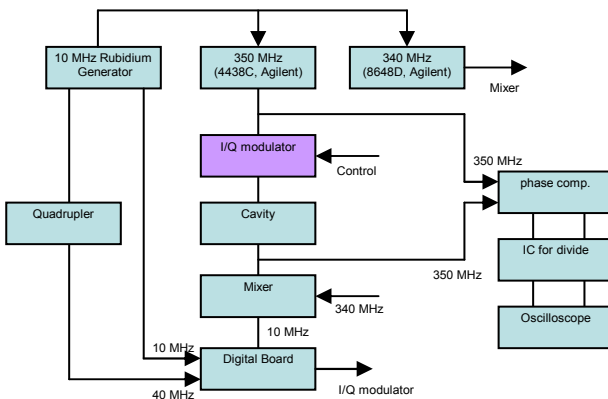 10 MHz Rubidium
Generator
350 MHz
(4438C, Agilent)
340 MHz
(8648D, Agilent)
Mixer
I/Q modulator
Control
350 MHz
phase comp.
Quadrupler
Cavity
IC for divide
350 MHz
Mixer
340 MHz
Oscilloscope
10 MHz
10 MHz
Digital Board
40 MHz
I/Q modulator